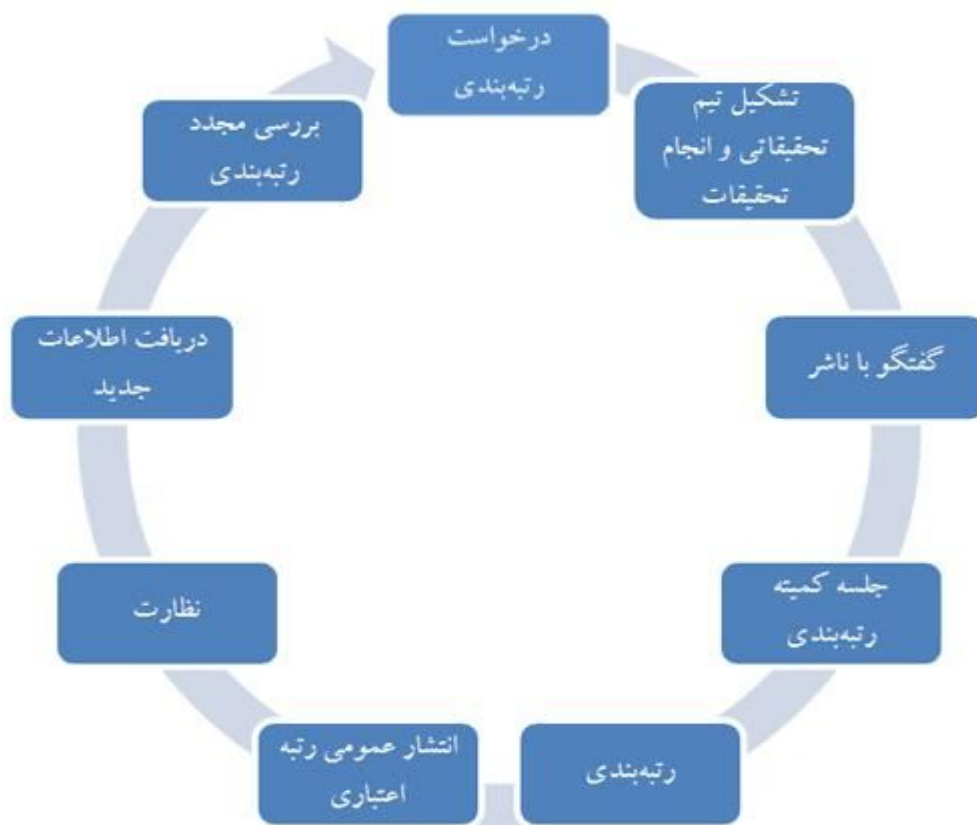 درخواست
رتبه‌بندی
تشکیل تیم
تحقیقاتی و انجام
تحقیقات
گفتگو با ناشر
جلسه کمیته
رتبه‌بندی
رتبه‌بندی
انتشار عمومی رتبه
اعتباری
نظارت
دریافت اطلاعات
جدید
بررسی مجدد
رتبه‌بندی